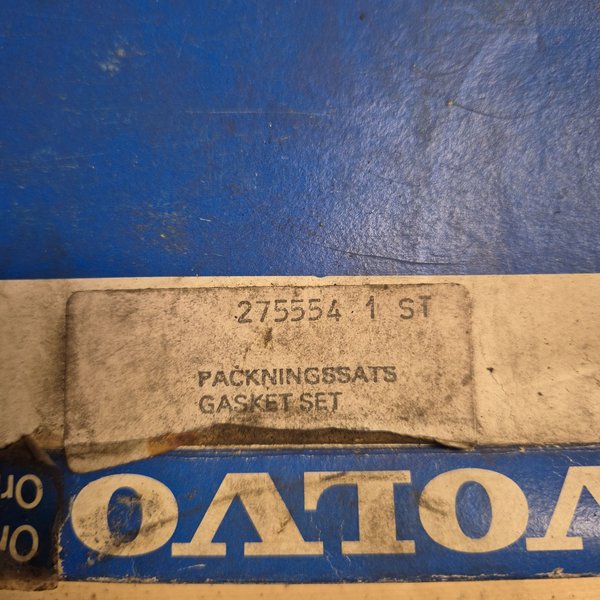 275554 1 ST
PACKNINGSSATS
GASKET SET
VOLVO